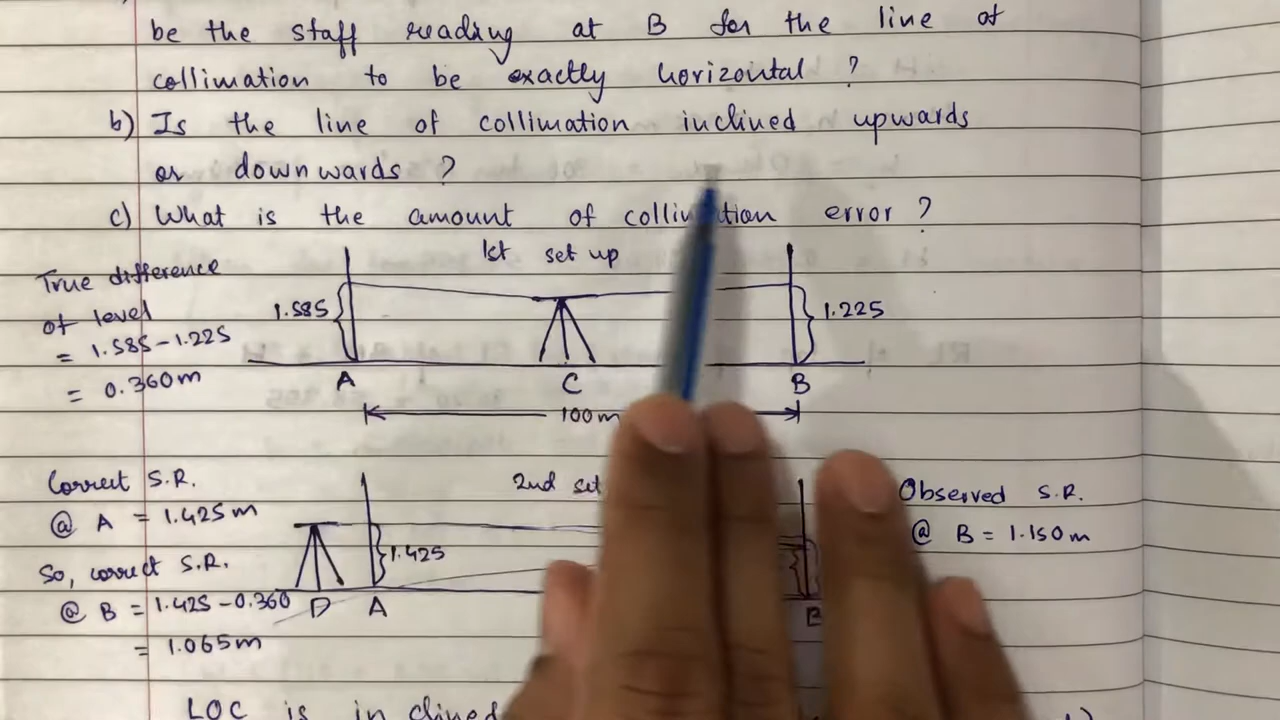 be the staff reading at B for the line of
collimation to be exactly horizontal ?
b) Is the line of collimation inclined upwards
or downwards ?
c) What is the amount of collimation error ?
1st set up
True difference
of level
= 1.585 - 1.225
= 0.360m
1.585
1.225
A
C
B
100m
Correct S.R.
@ A = 1.425m
So, correct S.R.
@ B = 1.425 - 0.360
= 1.065m
2nd set
1.425
D
A
B
Observed S.R.
@ B = 1.150m
LOC is inclined